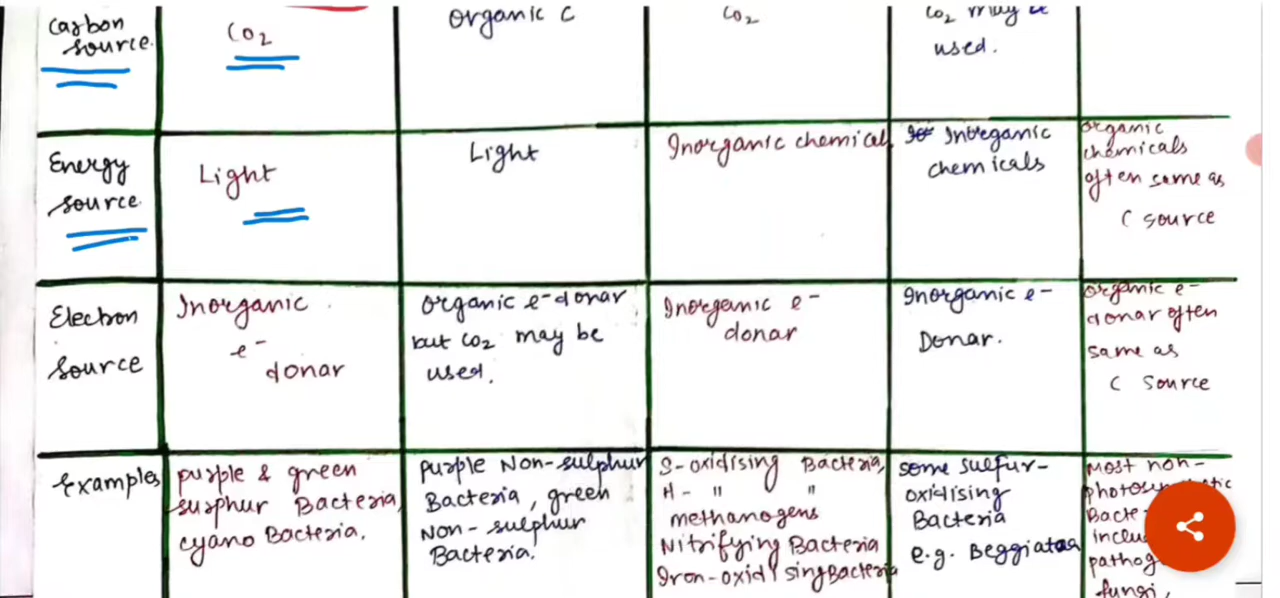 Carbon
source.
CO2
Organic C
CO2
CO2 may be
used.
Energy
source
Light
Light
Inorganic chemical
Inorganic
chemicals
Organic
chemicals
often same as
C source
Electron
Source
Inorganic
e-
donar
Organic e- donar
but CO2 may be
used.
Inorganic e-
donar
Inorganic e-
Donar.
Organic e-
donar often
same as
C Source
Examples
purple & green
sulphur Bacteria,
cyano Bacteria.
purple Non-sulphur
Bacteria, green
Non-sulphur
Bacteria.
S-oxidising Bacteria,
H- " "
methanogens
Nitrifying Bacteria
Iron-oxidising Bacteria
some sulfur-
oxidising
Bacteria
e.g. Beggiatoa
Most non-
fungi,